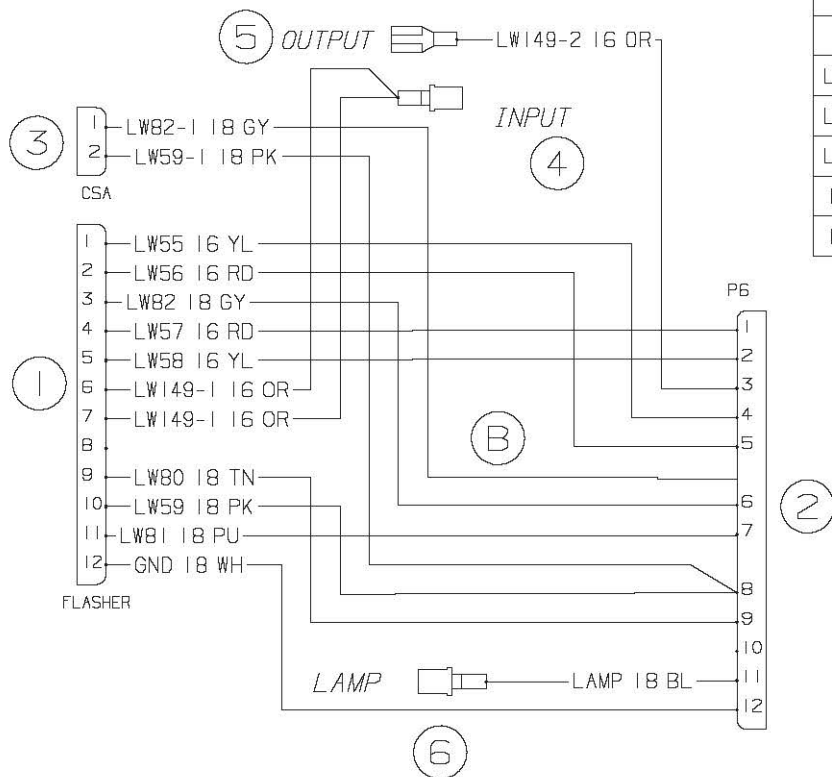 5 OUTPUT LW149-2 16 OR
INPUT
4
3
1 LW82-1 18 GY
2 LW59-1 18 PK
CSA
1
1 LW55 16 YL
2 LW56 16 RD
3 LW82 18 GY
4 LW57 16 RD
5 LW58 16 YL
6 LW149-1 16 OR
7 LW149-1 16 OR
8
9 LW80 18 TN
10 LW59 18 PK
11 LW81 18 PU
12 GND 18 WH
FLASHER
B
P6
1
2
3
4
5
6
7
8
9
10
11
12
2
LAMP LAMP 18 BL
6
L
L
L